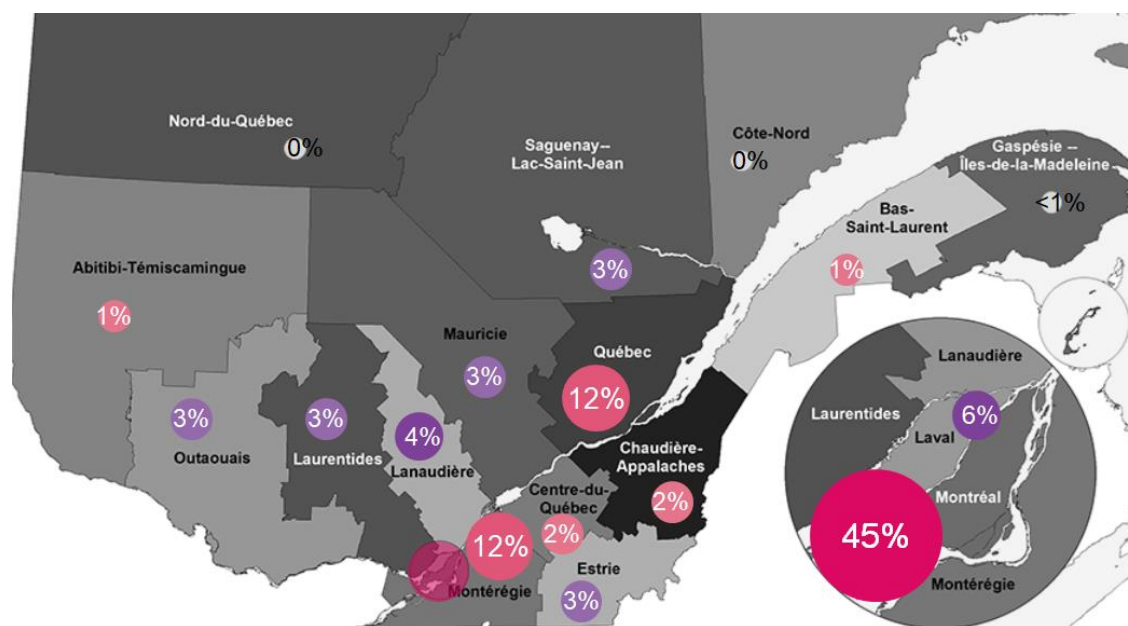 Nord-du-Québec
0%
Saguenay--
Lac-Saint-Jean
3%
Côte-Nord
0%
Gaspésie --
Îles-de-la-Madeleine
<1%
Bas-
Saint-Laurent
1%
Abitibi-Témiscamingue
1%
Mauricie
3%
Québec
12%
Outaouais
3%
Laurentides
3%
Lanaudière
4%
Chaudière-
Appalaches
2%
Centre-du-
Québec
2%
Montérégie
12%
Estrie
3%
Lanaudière
Laurentides
Laval
6%
Montréal
45%
Montérégie